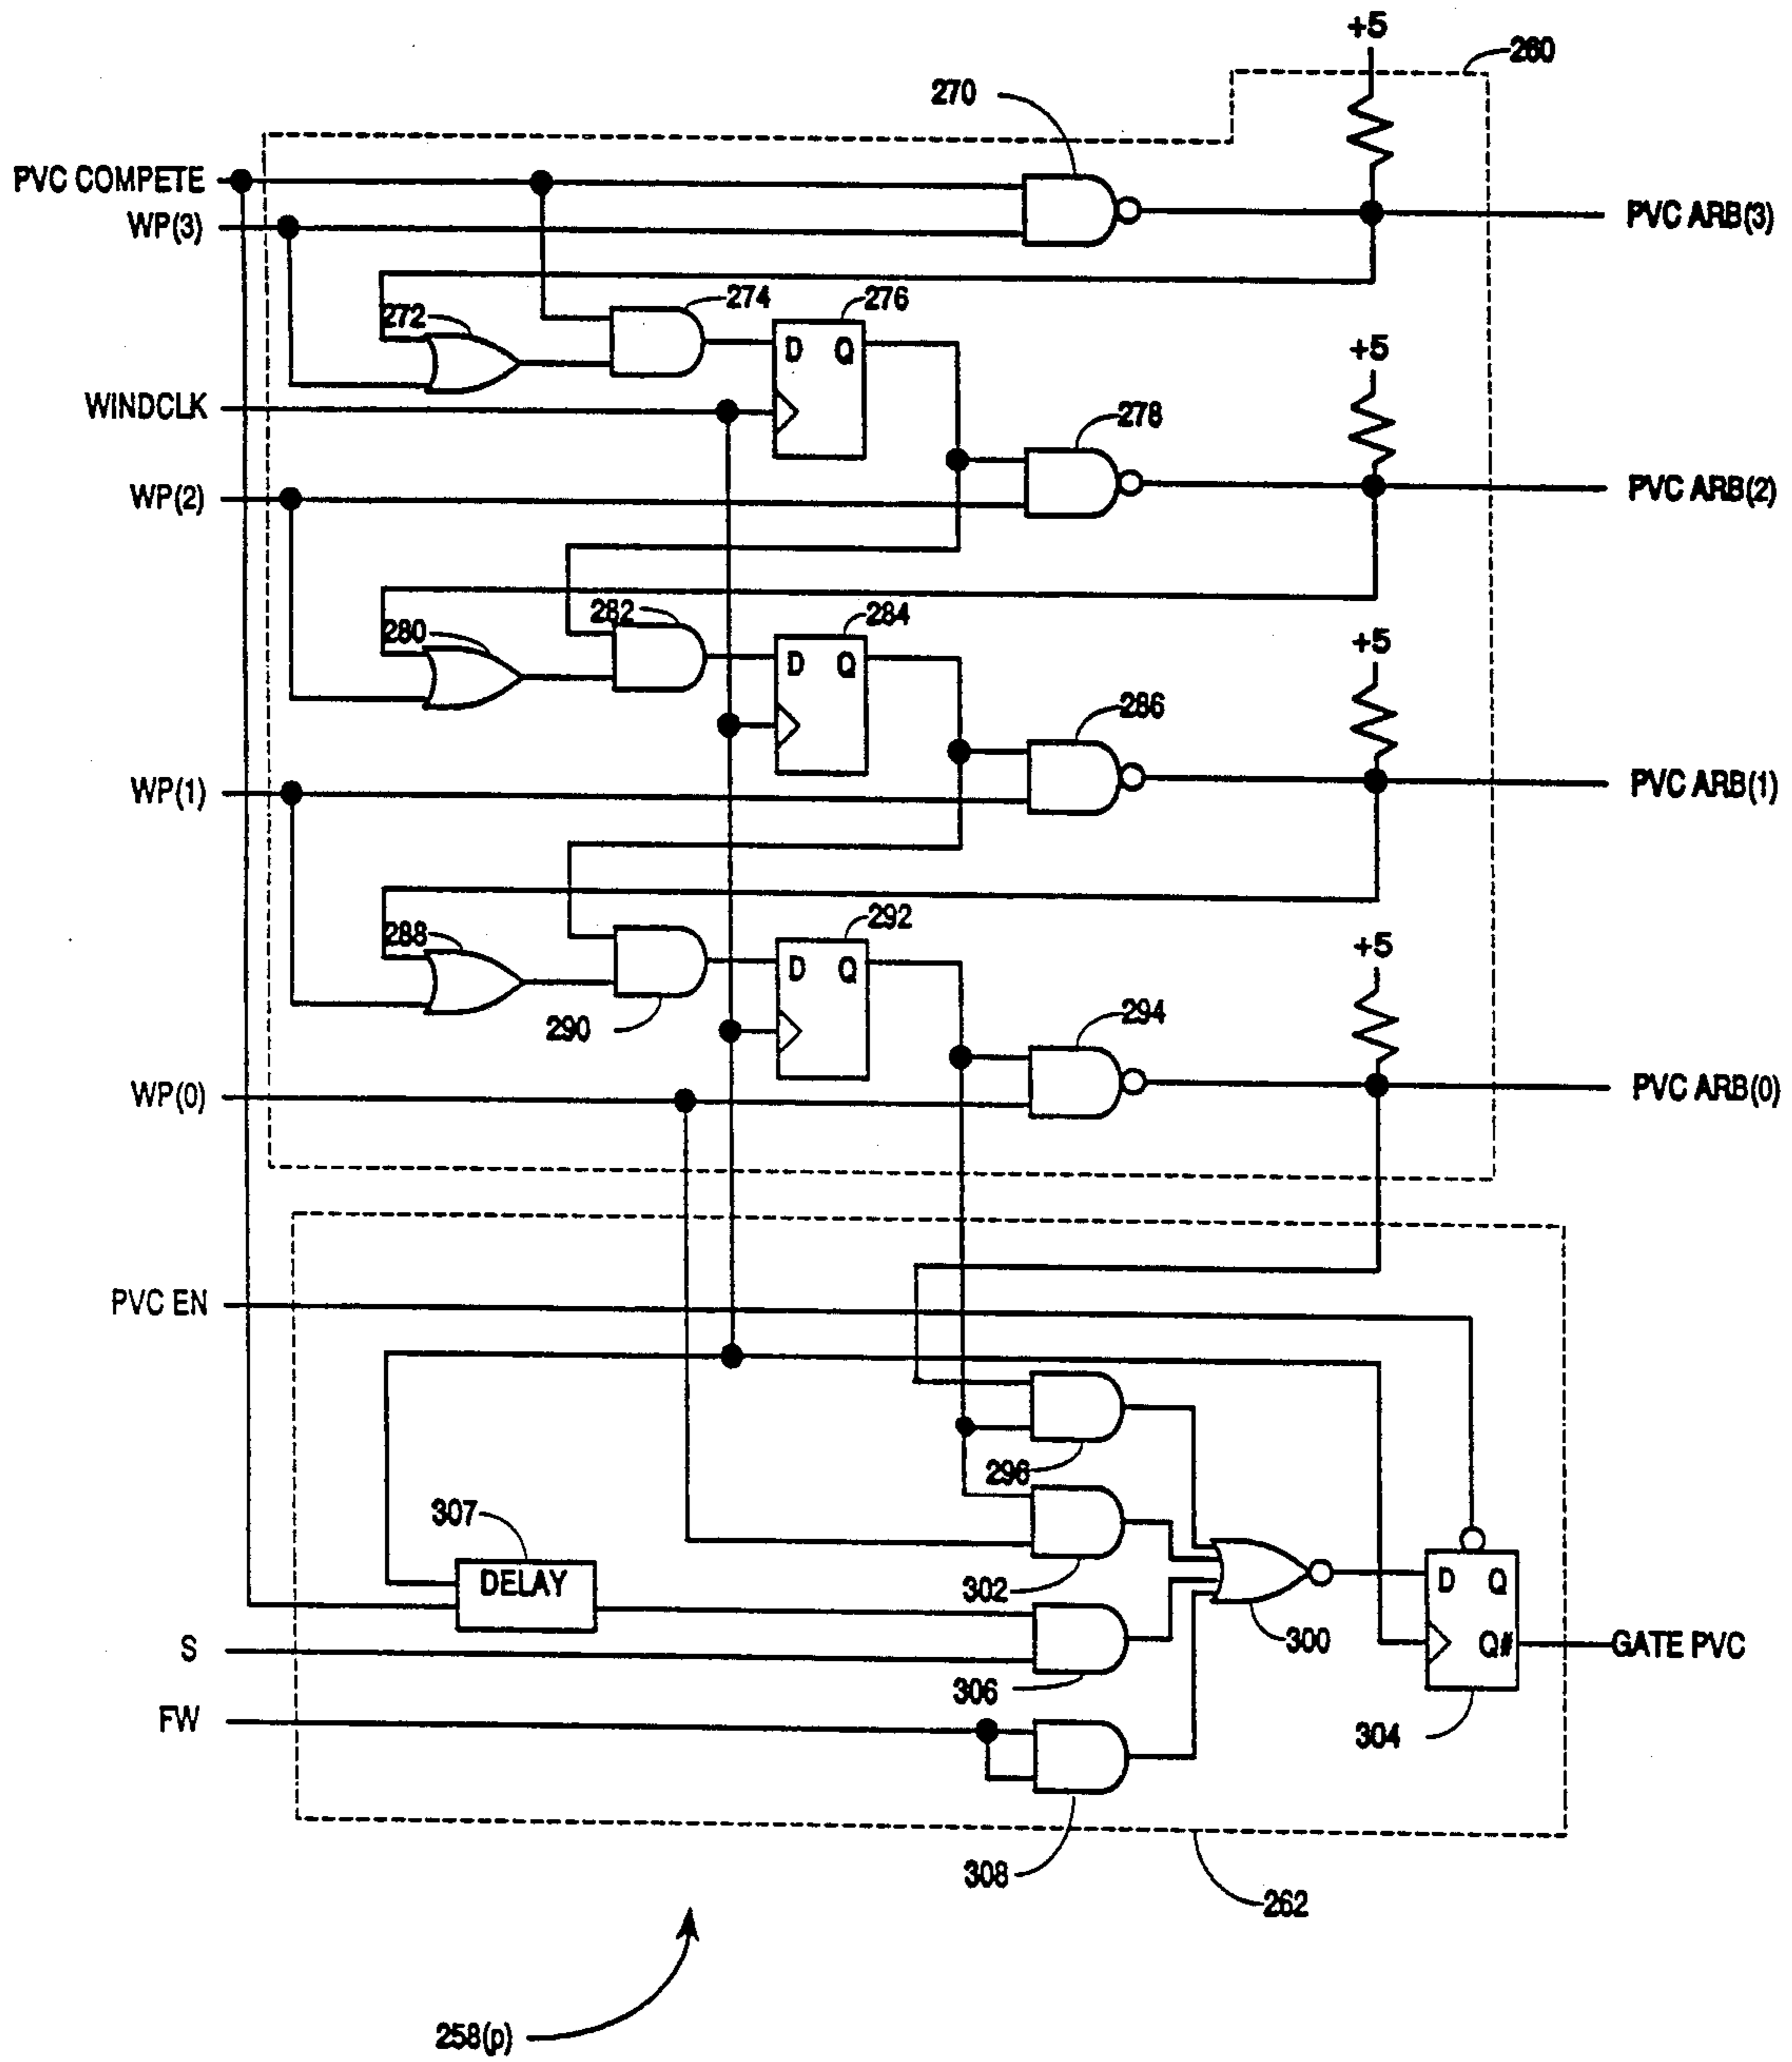 +5
260
270
PVC COMPETE
WP(3)
PVC ARB(3)
272
274
276
D Q
+5
WINDCLK
278
WP(2)
PVC ARB(2)
280
282
284
D Q
+5
286
WP(1)
PVC ARB(1)
288
290
292
D Q
+5
294
WP(0)
PVC ARB(0)
PVC EN
296
307
DELAY
302
D Q
Q#
300
GATE PVC
S
306
FW
304
308
262
258(p)